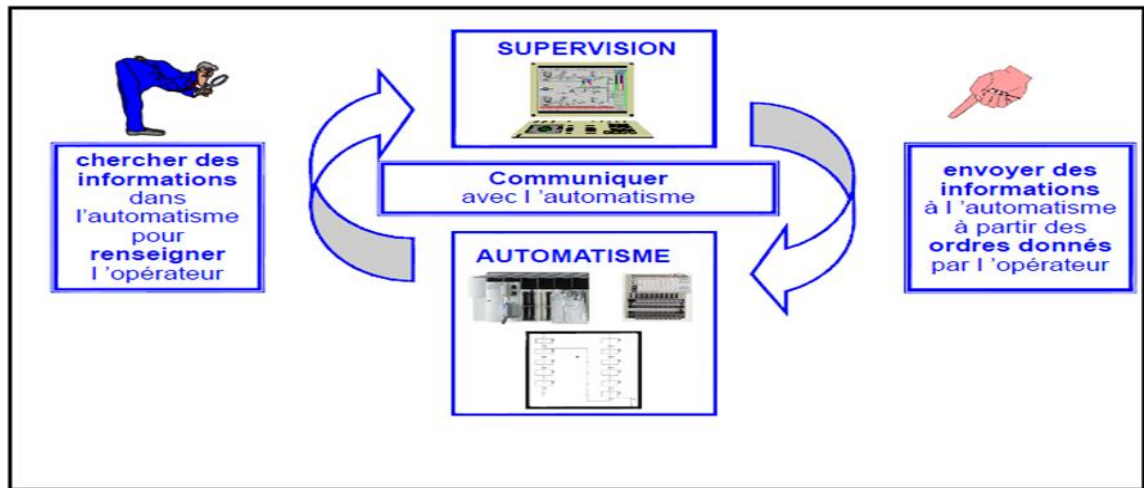 SUPERVISION
chercher des
informations
dans
l'automatisme
pour
renseigner
l 'opérateur
Communiquer
avec l 'automatisme
envoyer des
informations
à l 'automatisme
à partir des
ordres donnés
par l 'opérateur
AUTOMATISME